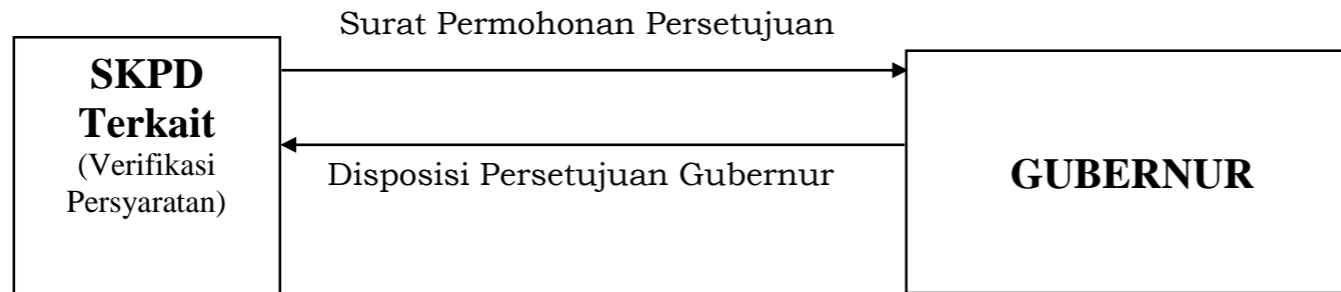 Surat Permohonan Persetujuan
SKPD
Terkait
(Verifikasi
Persyaratan)
Disposisi Persetujuan Gubernur
GUBERNUR